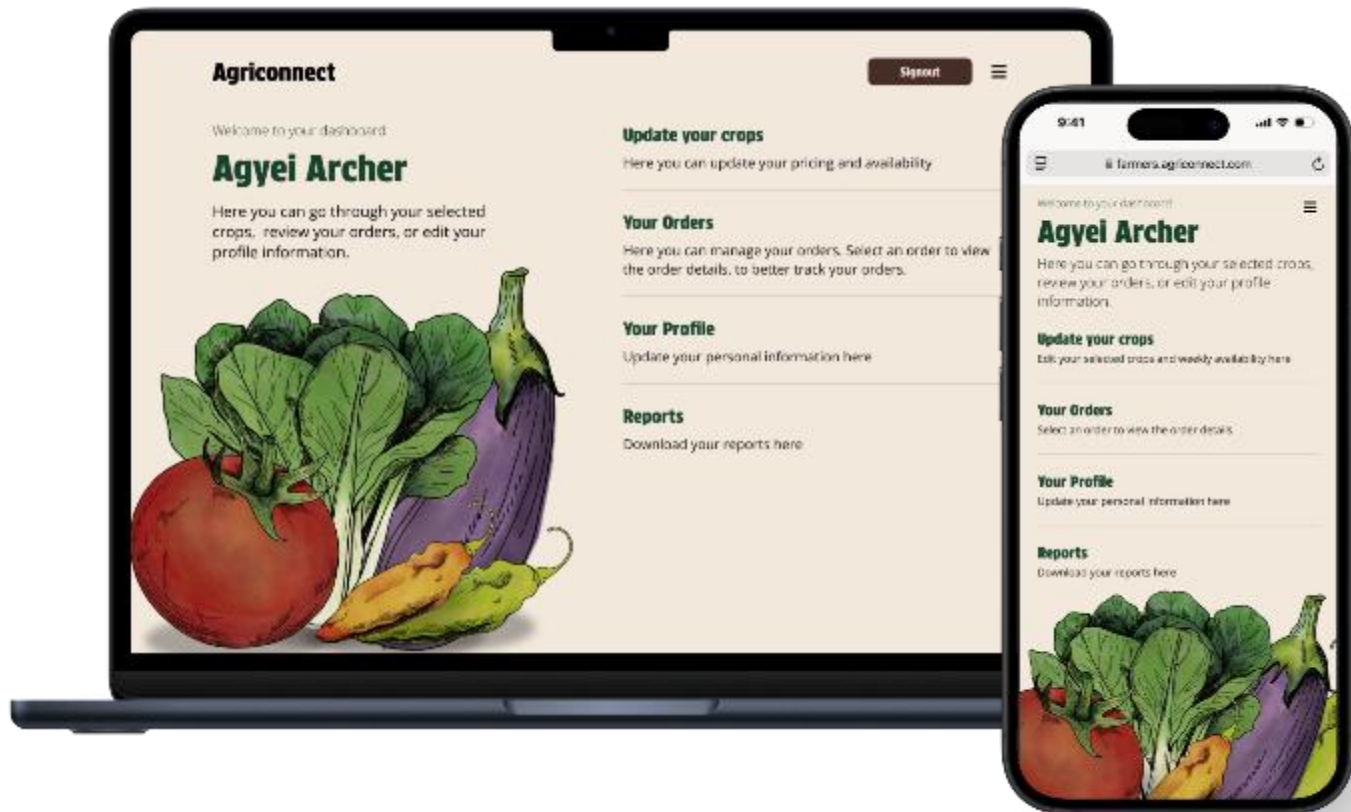 Agriconnect
Signout
Welcome to your dashboard
Agyei Archer
Here you can go through your selected
crops, review your orders, or edit your
profile information.
Update your crops
Here you can update your pricing and availability
Your Orders
Here you can manage your orders. Select an order to view
the order details, to better track your orders.
Your Profile
Update your personal information here
Reports
Download your reports here
9:41
farmers.agriconnect.com
Welcome to your dashboard
Agyei Archer
Here you can go through your selected crops,
review your orders, or edit your profile
information.
Update your crops
Edit your selected crops and weekly availability here
Your Orders
Select an order to view the order details
Your Profile
Update your personal information here
Reports
Download your reports here